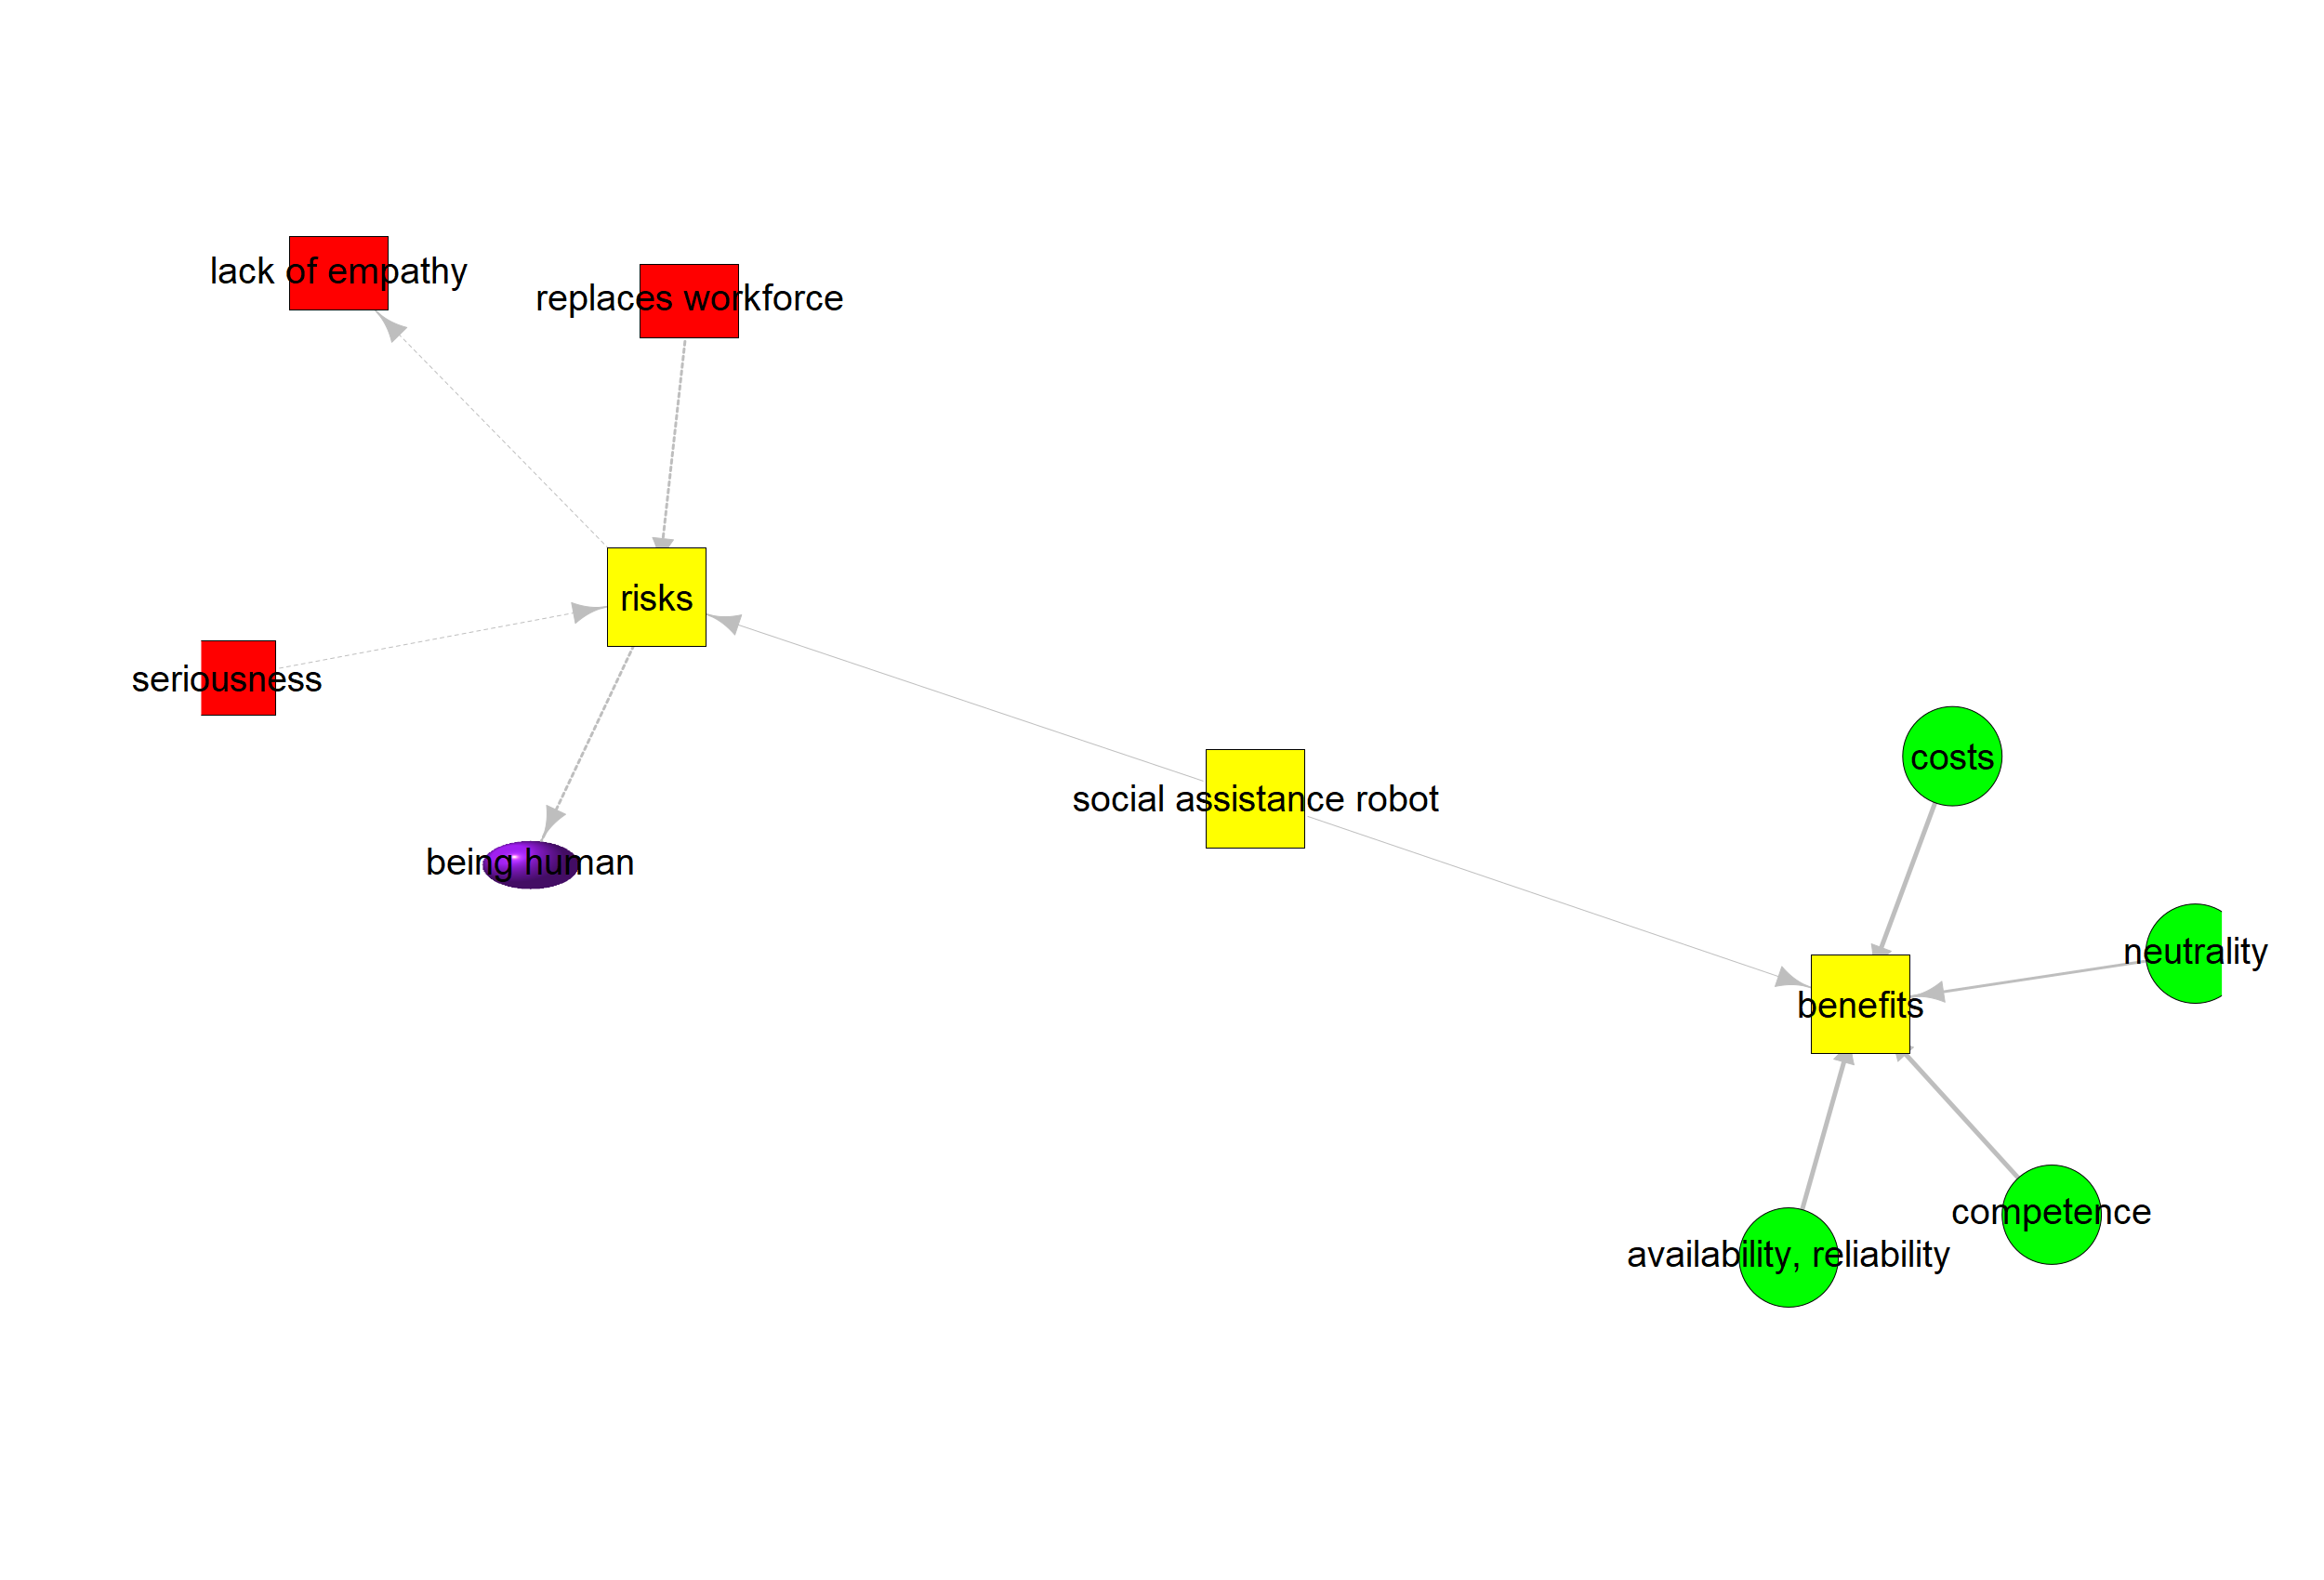 lack of empathy
replaces workforce
risks
seriousness
being human
social assistance robot
costs
neutrality
benefits
competence
availability, reliability